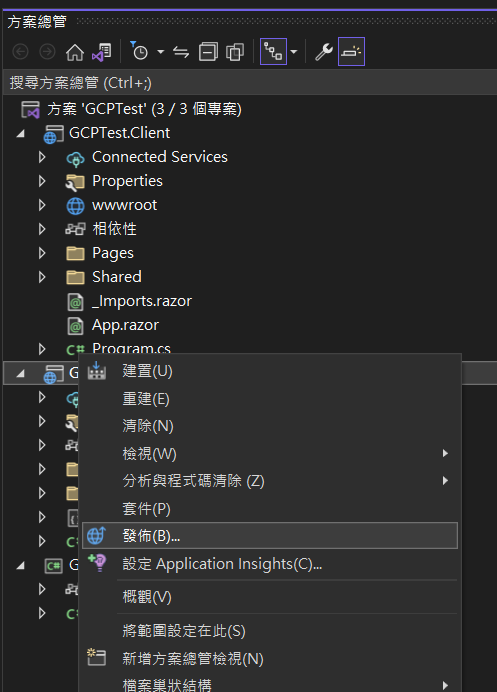 方案總管
搜尋方案總管 (Ctrl+;)
方案 'GCPTest' (3 / 3 個專案)
GCPTest.Client
Connected Services
Properties
wwwroot
相依性
Pages
Shared
_Imports.razor
App.razor
C# Program.cs
G
建置(U)
重建(E)
清除(N)
檢視(W)
分析與程式碼清除 (Z)
套件(P)
發佈(B)...
C#
C# G
設定 Application Insights(C)...
概觀(V)
C#
將範圍設定在此(S)
新增方案總管檢視(N)
檔案巢狀結構